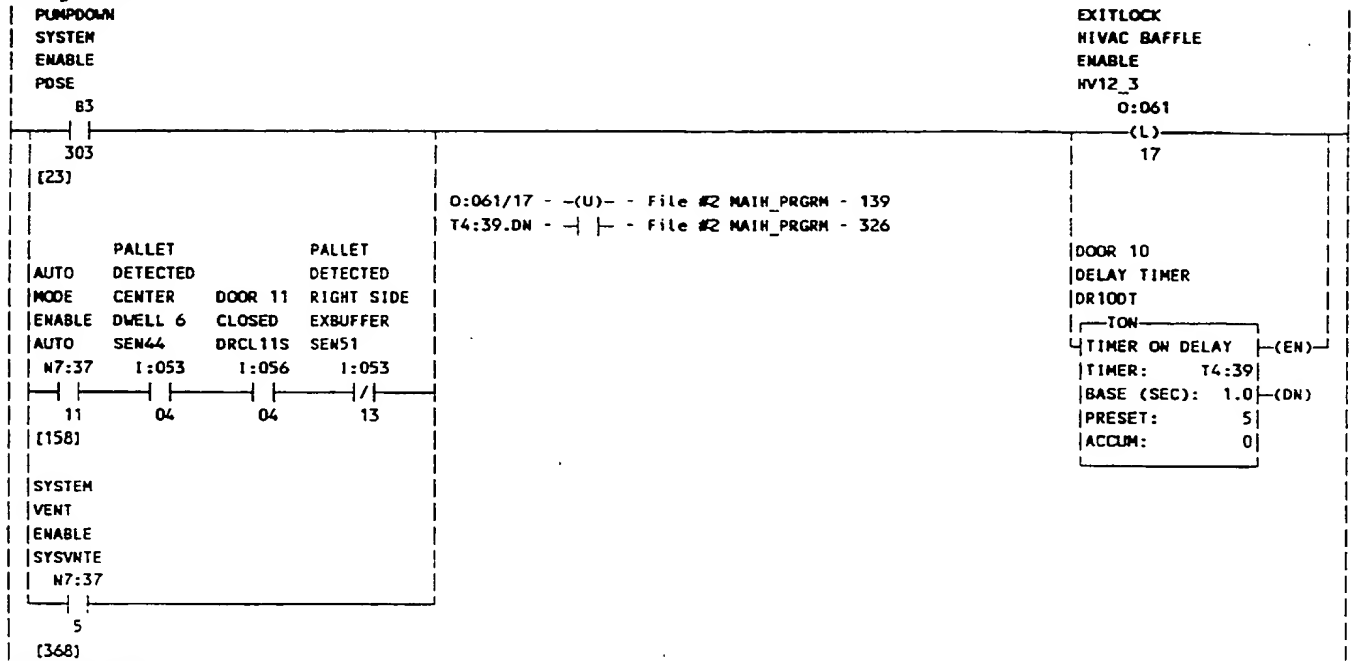 PUMPDOWN
SYSTEM
ENABLE
PDSE
B3
303
[23]
EXITLOCK
HIVAC BAFFLE
ENABLE
HV12_3
O:061
(L)
17
O:061/17 - -(U)- - File #2 MAIN_PRGRM - 139
T4:39.DN - -| |- - File #2 MAIN_PRGRM - 326
AUTO
MODE
ENABLE
AUTO
N7:37
11
[158]
PALLET
DETECTED
CENTER
DWELL 6
SEN44
I:053
04
DOOR 11
CLOSED
DRCL11S
I:056
04
PALLET
DETECTED
RIGHT SIDE
EXBUFFER
SEN51
I:053
13
DOOR 10
DELAY TIMER
DR10DT
TON
TIMER ON DELAY (EN)
TIMER: T4:39
BASE (SEC): 1.0 (DN)
PRESET: 5
ACCUM: 0
SYSTEM
VENT
ENABLE
SYSVNTE
N7:37
5
[368]